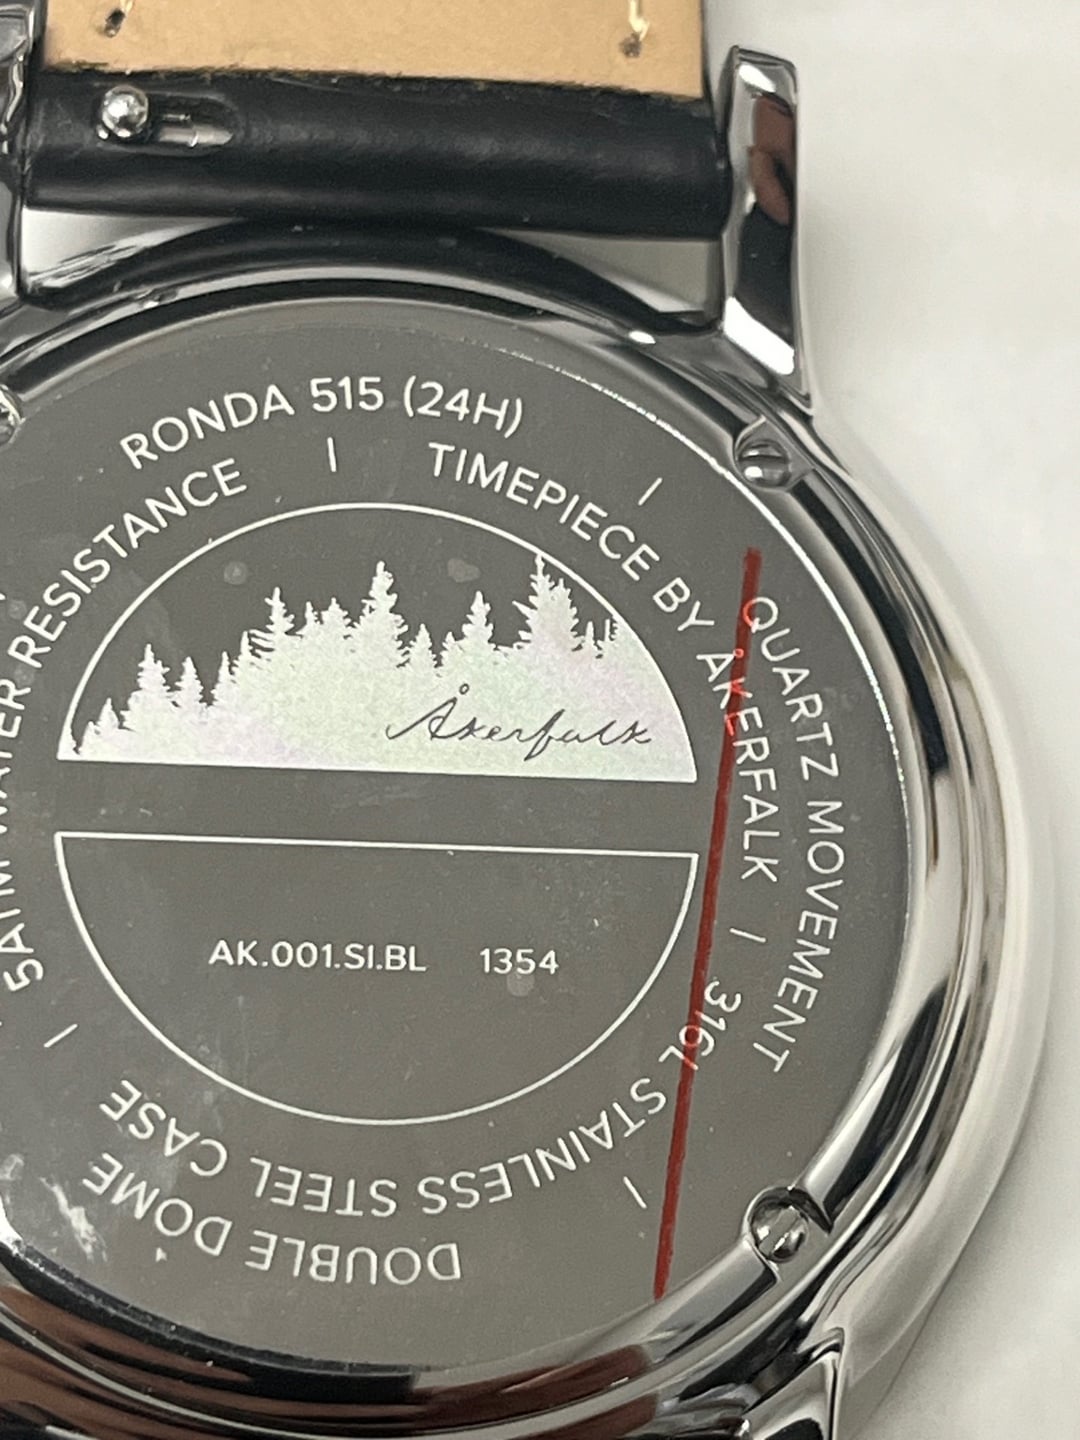 RONDA 515 (24H) | QUARTZ MOVEMENT | DOUBLE DOME
5ATM WATER RESISTANCE | TIMEPIECE BY ÅKERFALK | 316L STAINLESS STEEL CASE |
Åkerfalk
AK.001.SI.BL 1354